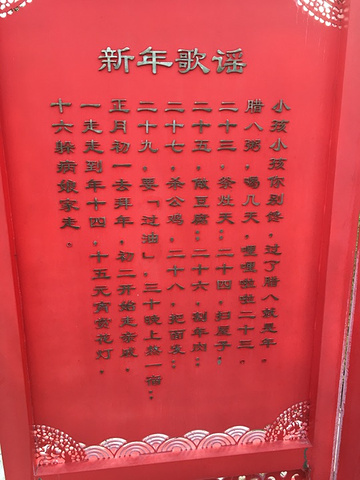 新年歌谣
小孩小孩你别馋，过了腊八就是年，
腊八粥，喝几天，哩哩啦啦二十三，
二十三，祭灶天；二十四，扫屋子
二十五，做豆腐；二十六，割年肉；
二十七，杀公鸡，二十八，把面发；
二十九，要「过油」，三十晚上熬一宿；
正月初一去拜年，初二开始走亲戚，
一走走到年十四，十五元宵赏花灯，
十六躲病娘家走。